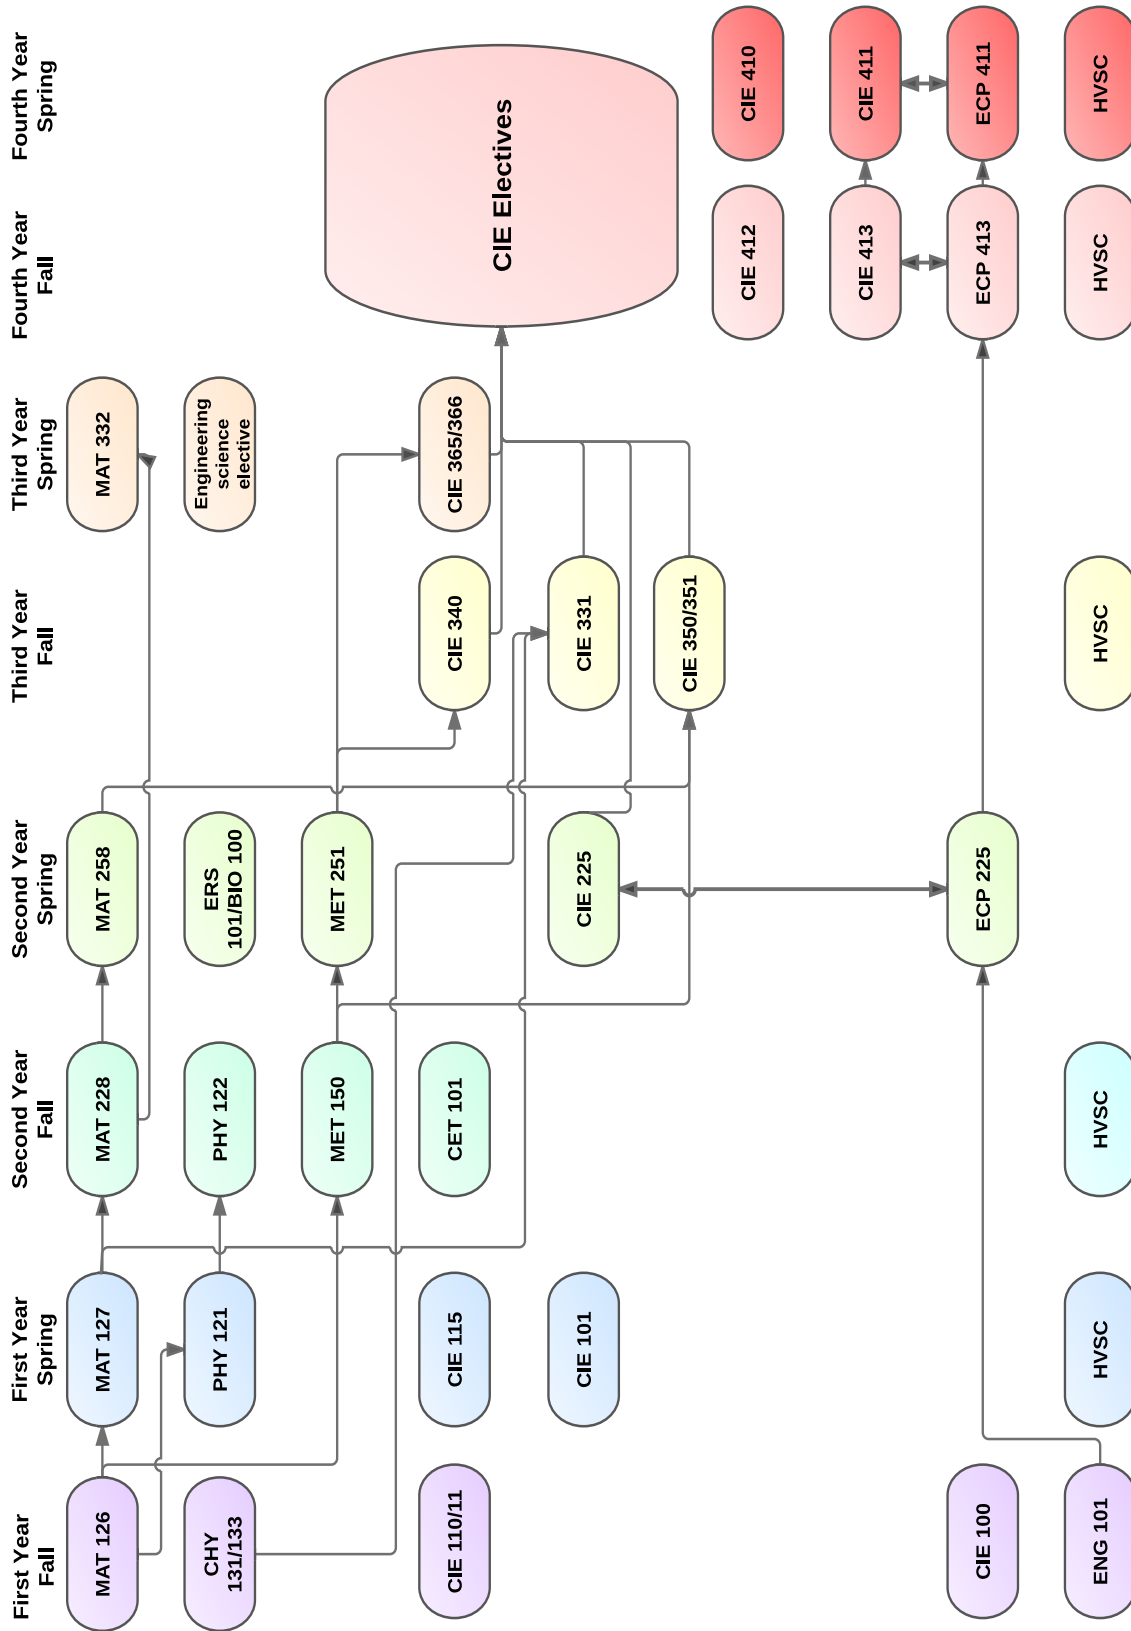 First Year
Fall
MAT 126
CHY
131/133
CIE 110/11
CIE 100
ENG 101
First Year
Spring
MAT 127
PHY 121
CIE 115
CIE 101
HVSC
Second Year
Fall
MAT 228
PHY 122
MET 150
CET 101
HVSC
Second Year
Spring
MAT 258
ERS
101/BIO 100
MET 251
CIE 225
ECP 225
Third Year
Fall
CIE 340
CIE 331
CIE 350/351
HVSC
Third Year
Spring
MAT 332
Engineering
science
elective
CIE 365/366
Fourth Year
Fall
CIE Electives
CIE 412
CIE 413
ECP 413
HVSC
Fourth Year
Spring
CIE 410
CIE 411
ECP 411
HVSC